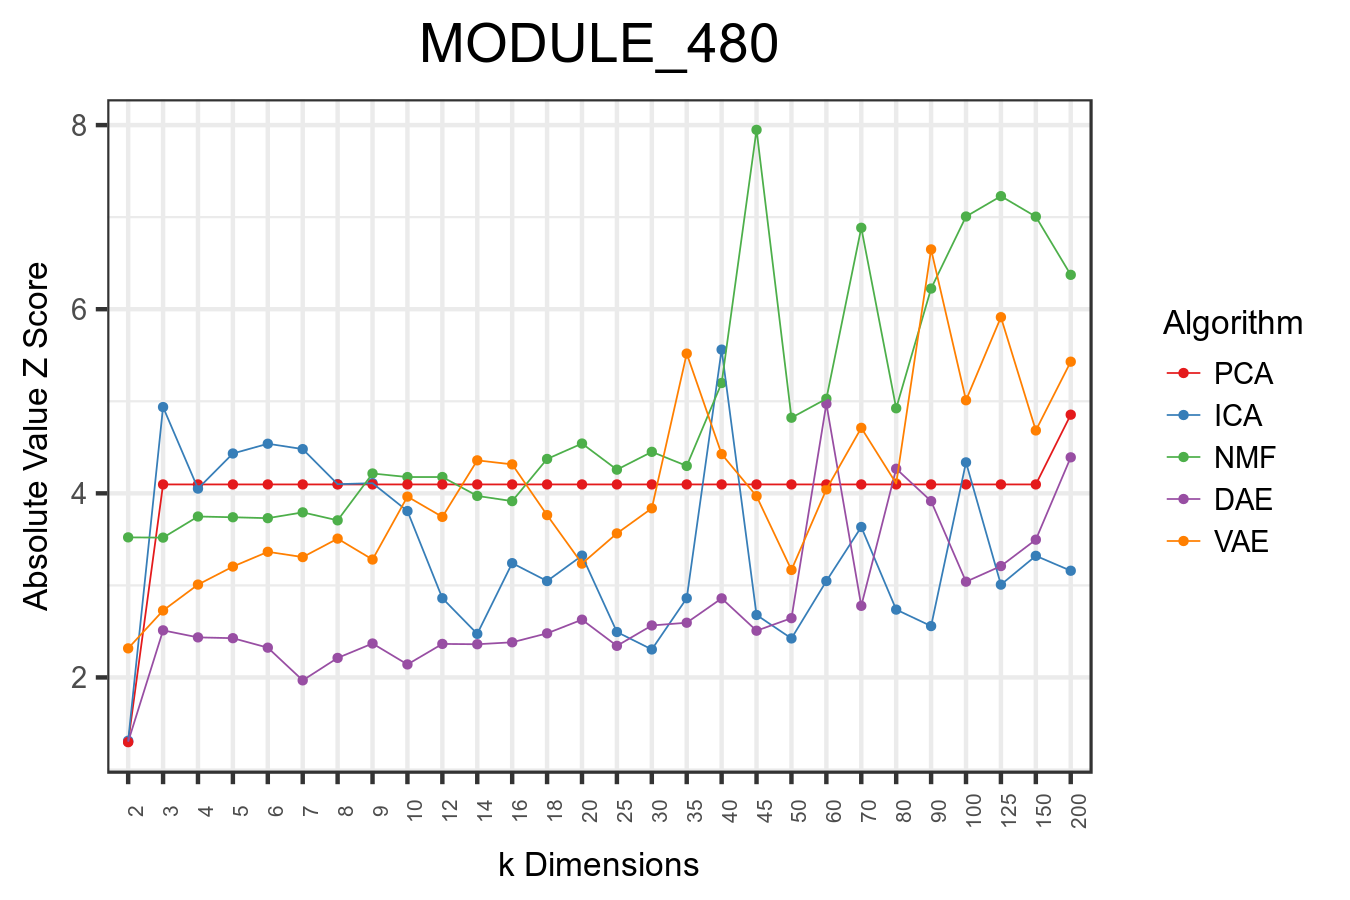 MODULE_480
Absolute Value Z Score
8
6
4
2
2 3 4 5 6 7 8 9 10 12 14 16 18 20 25 30 35 40 45 50 60 70 80 90 100 125 150 200
k Dimensions
Algorithm
PCA
ICA
NMF
DAE
VAE